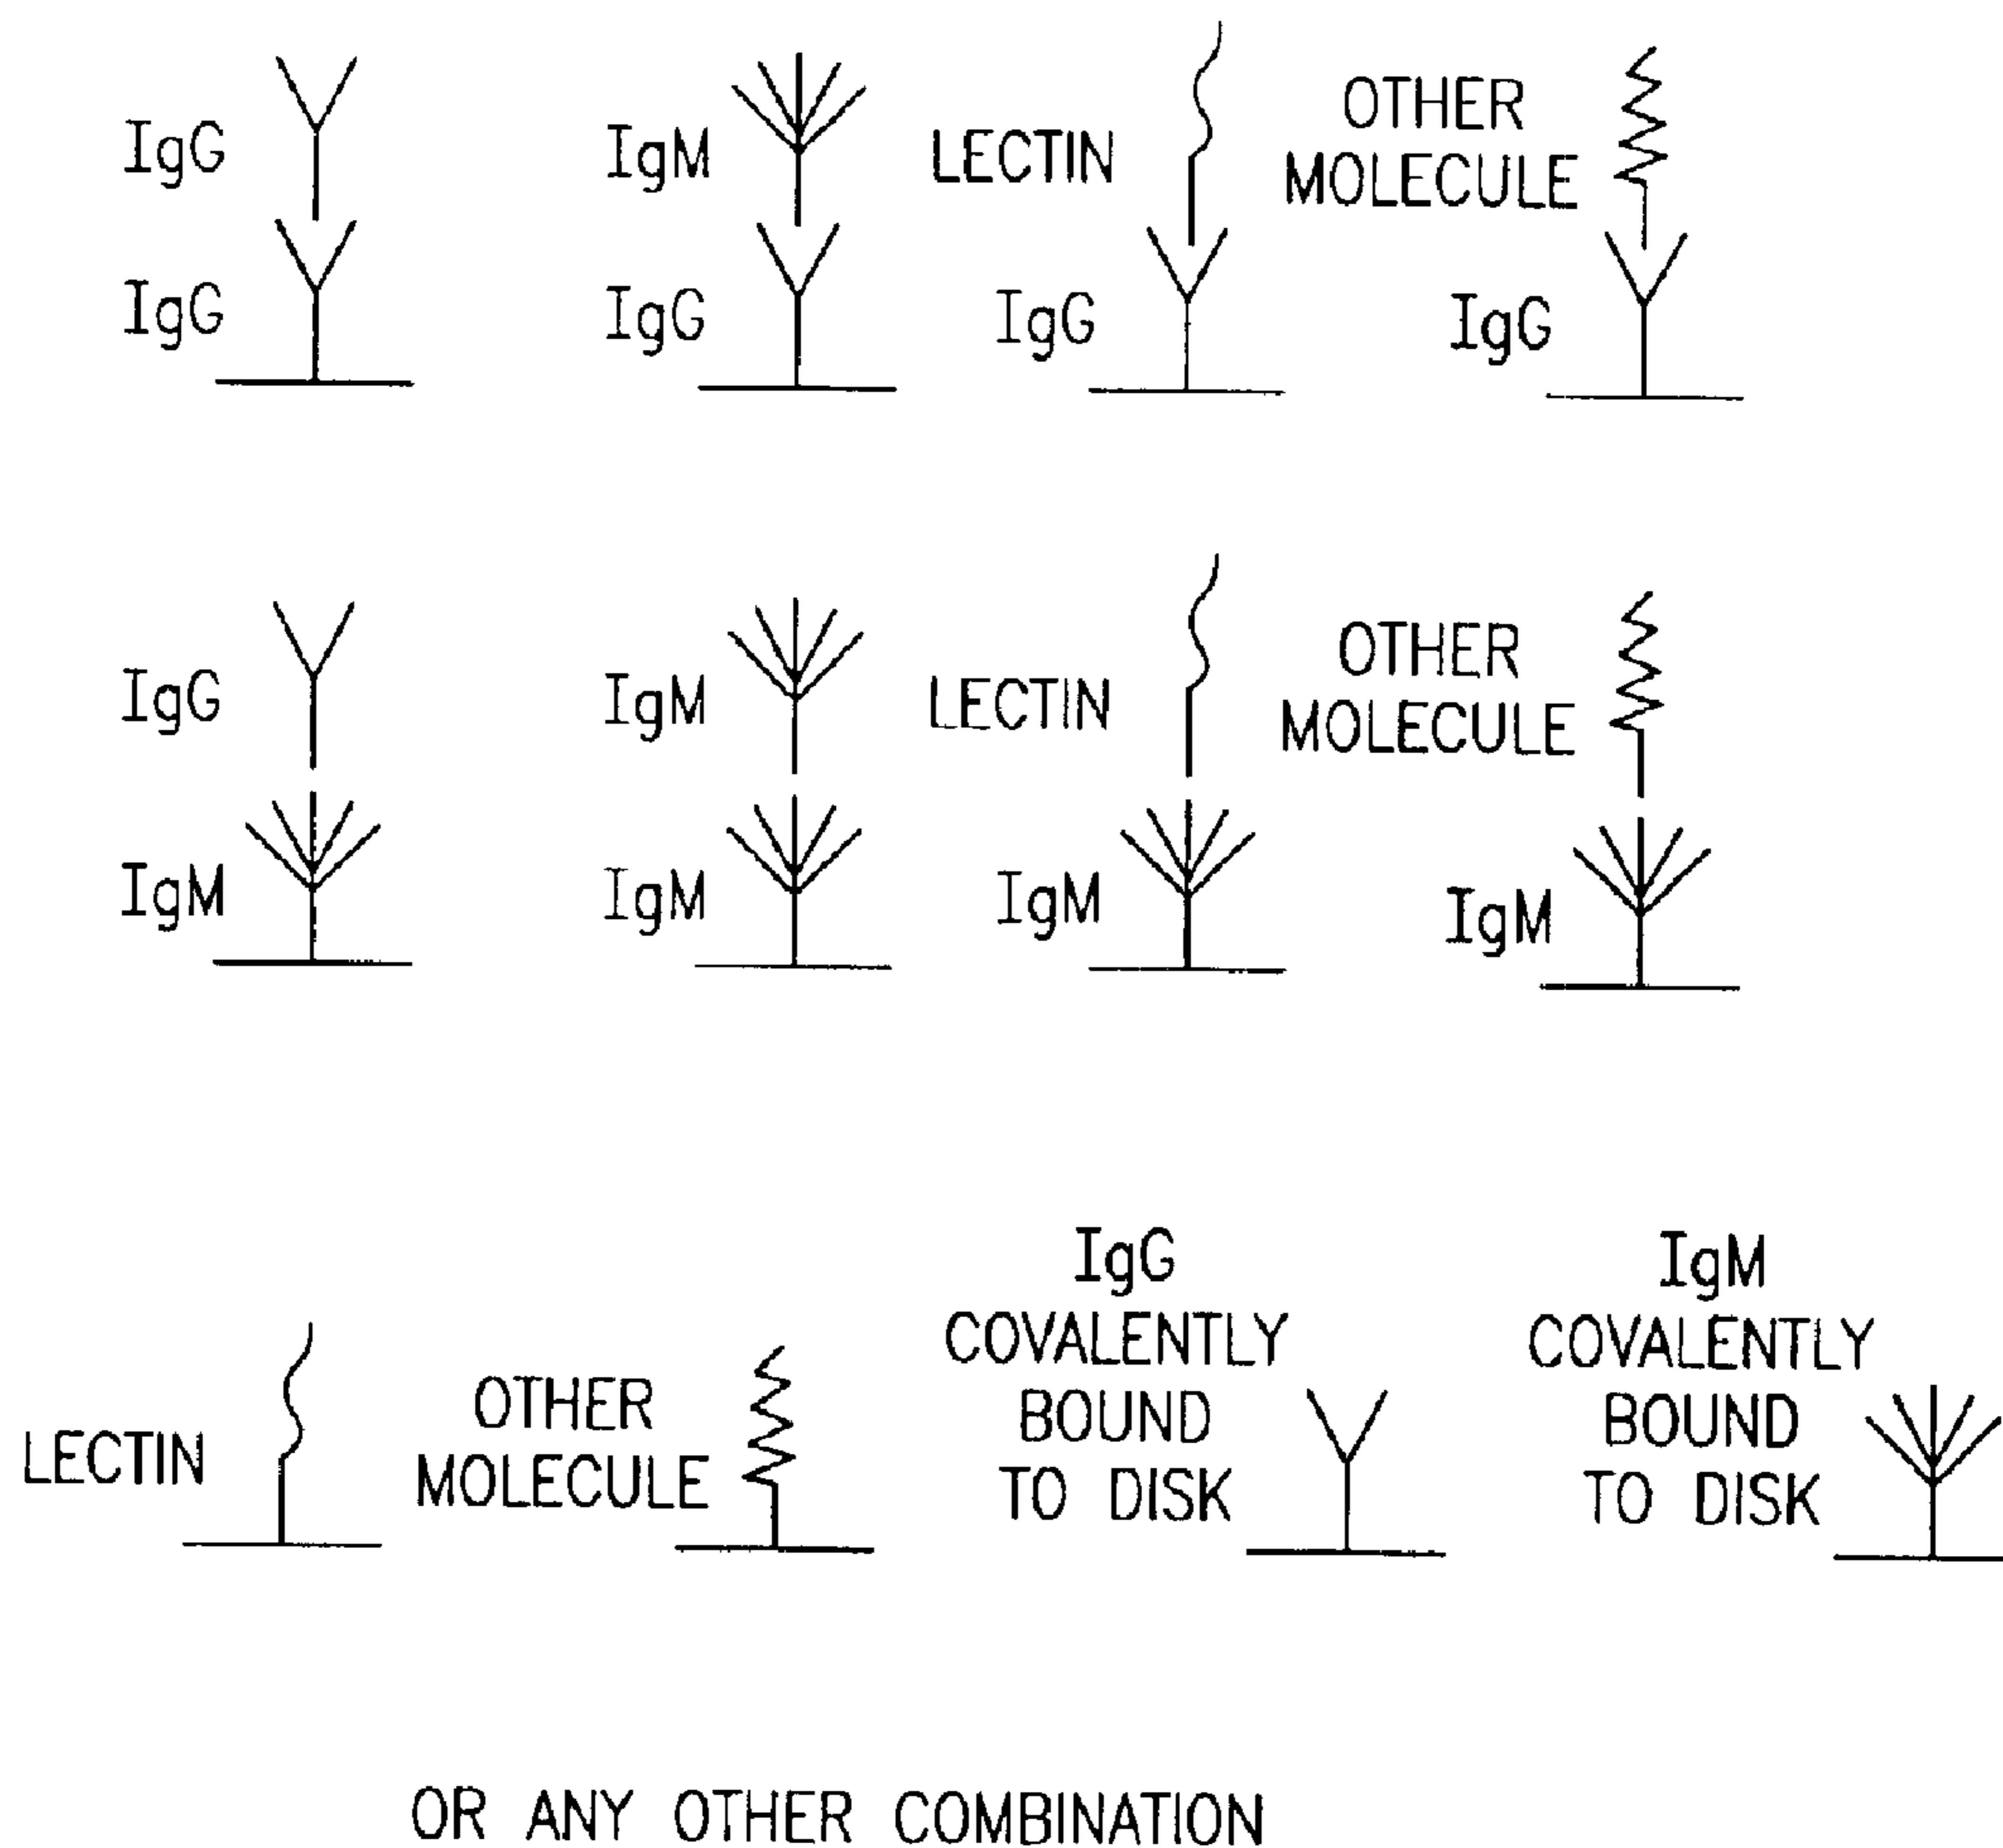 IgG
IgM
LECTIN
OTHER
MOLECULE
IgG
IgG
IgG
IgG
IgG
IgM
LECTIN
OTHER
MOLECULE
IgM
IgM
IgM
IgM
LECTIN
OTHER
MOLECULE
IgG
COVALENTLY
BOUND
TO DISK
IgM
COVALENTLY
BOUND
TO DISK
OR ANY OTHER COMBINATION